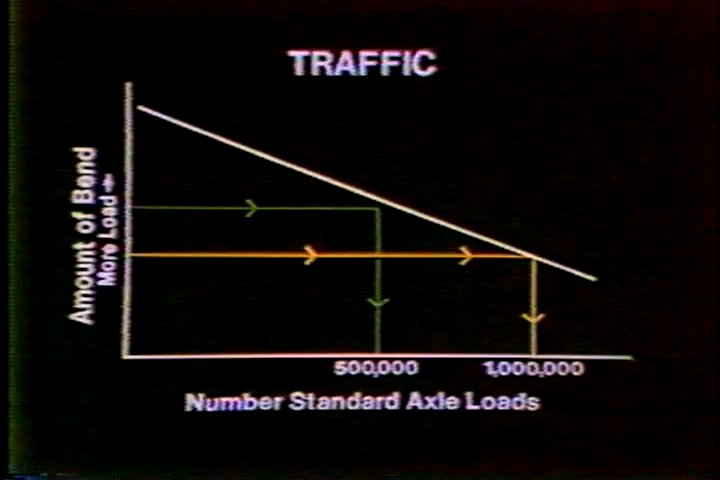 TRAFFIC
Amount of Bend
More Load→
500,000
1,000,000
Number Standard Axle Loads